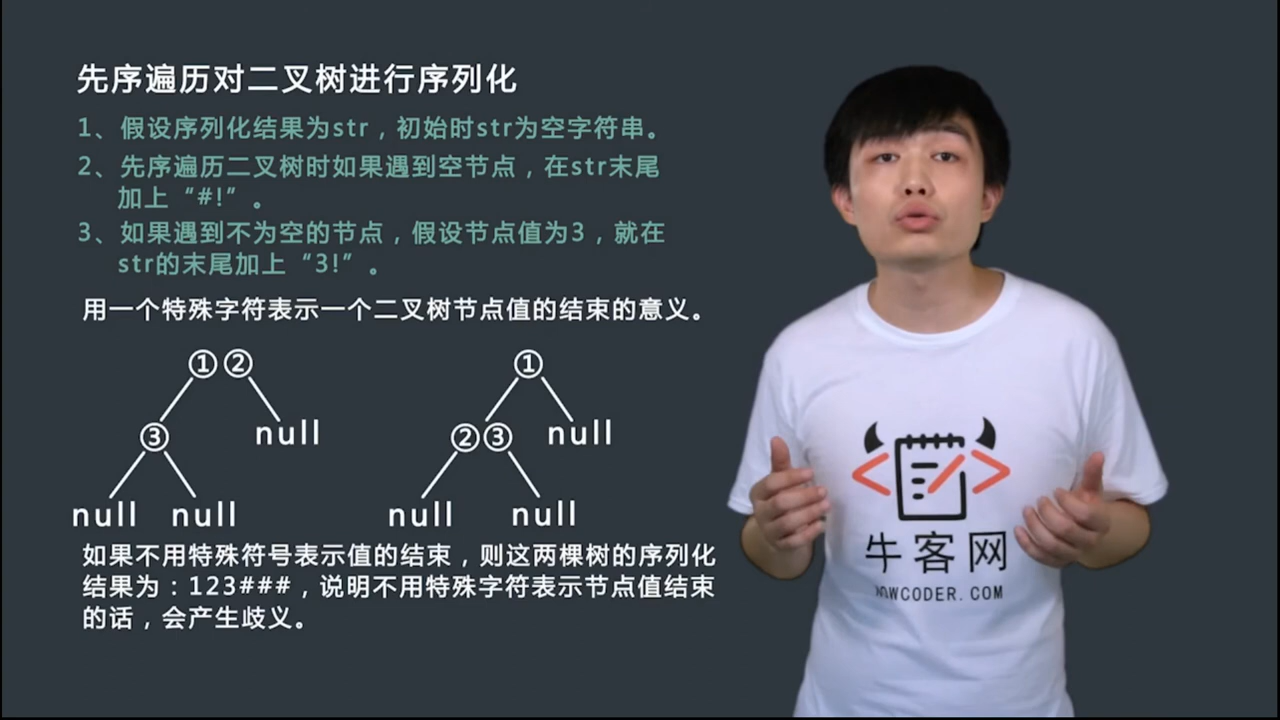 先序遍历对二叉树进行序列化
1、假设序列化结果为str，初始时str为空字符串。
2、先序遍历二叉树时如果遇到空节点，在str末尾
加上“#!”。
3、如果遇到不为空的节点，假设节点值为3，就在
str的末尾加上“3!”。
用一个特殊字符表示一个二叉树节点值的结束的意义。
① ② ①
③ null ② ③ null
null null null null
如果不用特殊符号表示值的结束，则这两棵树的序列化
结果为：123###，说明不用特殊字符表示节点值结束
的话，会产生歧义。
牛客网
WCODER.COM